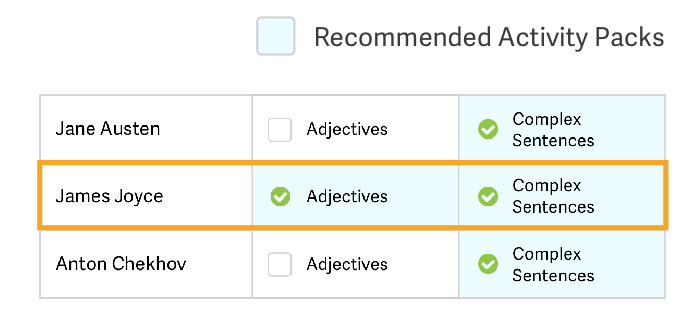 Recommended Activity Packs
Jane Austen
Adjectives
Complex
Sentences
James Joyce
Adjectives
Complex
Sentences
Anton Chekhov
Adjectives
Complex
Sentences